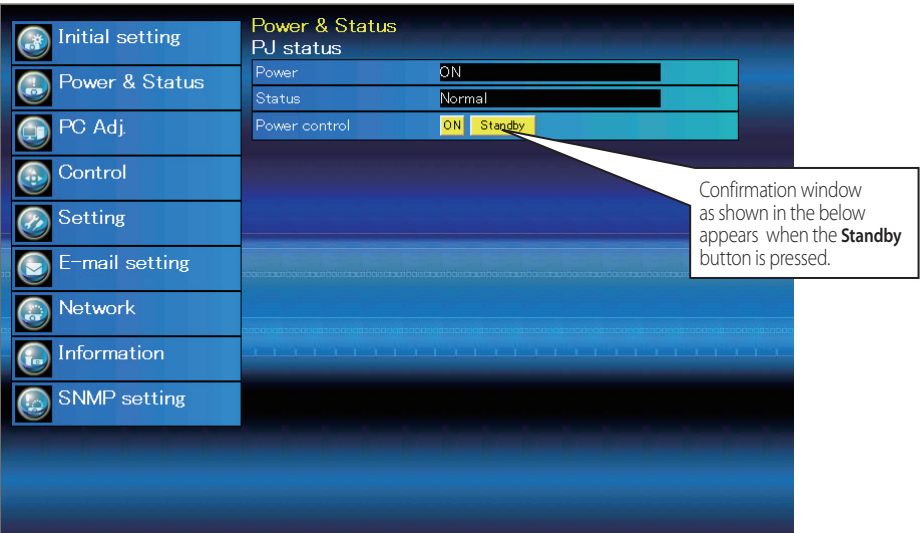 Initial setting
Power & Status
PC Adj.
Control
Setting
E-mail setting
Network
Information
SNMP setting
Power & Status
PJ status
Power ON
Status Normal
Power control ON Standby
Confirmation window
as shown in the below
appears when the Standby
button is pressed.